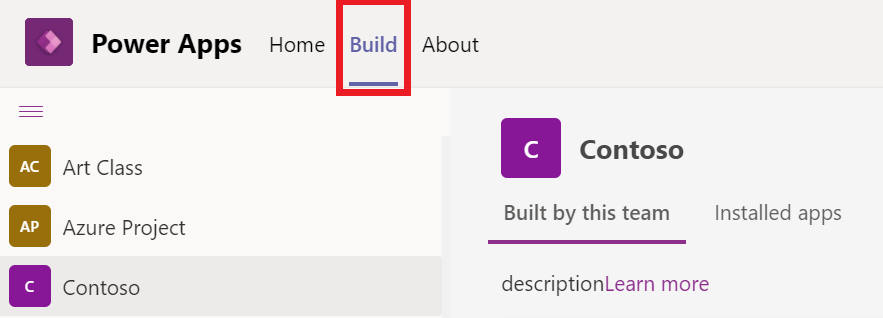 Power Apps Home Build About
AC Art Class
AP Azure Project
C Contoso
C Contoso
Built by this team Installed apps
descriptionLearn more